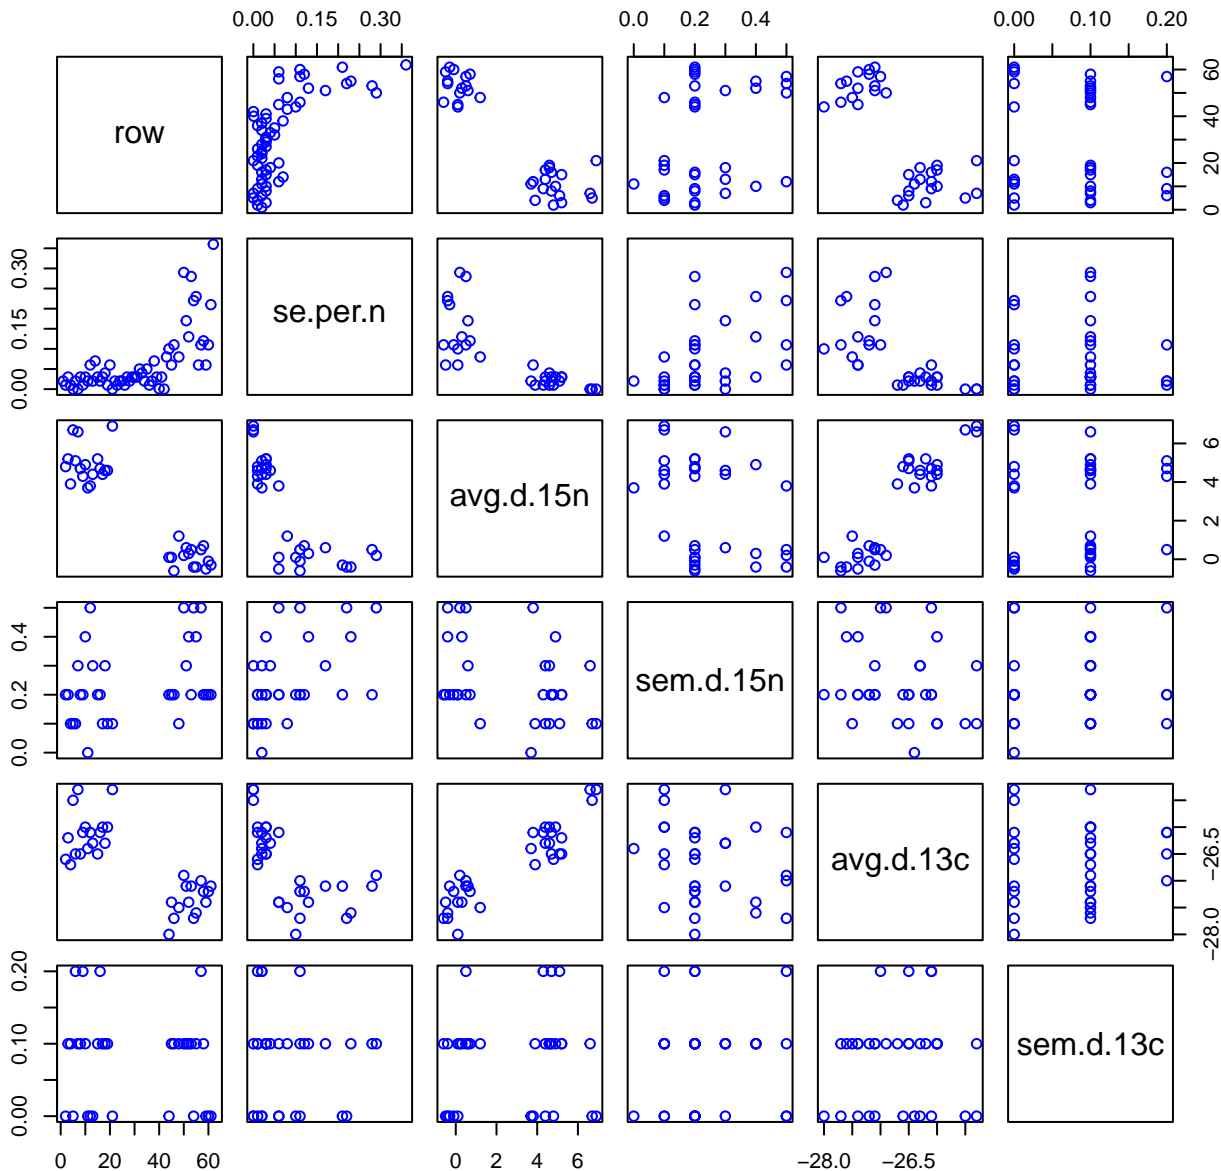 0.00 0.15 0.30 0.0 0.2 0.4 0.00 0.10 0.20
row 0 20 40 60
0.00 0.15 0.30 se.per.n
avg.d.15n 0 2 4 6
0.0 0.2 0.4 sem.d.15n
avg.d.13c -28.0 -26.5
0.00 0.10 0.20 sem.d.13c
0 20 40 60 0 2 4 6 -28.0 -26.5